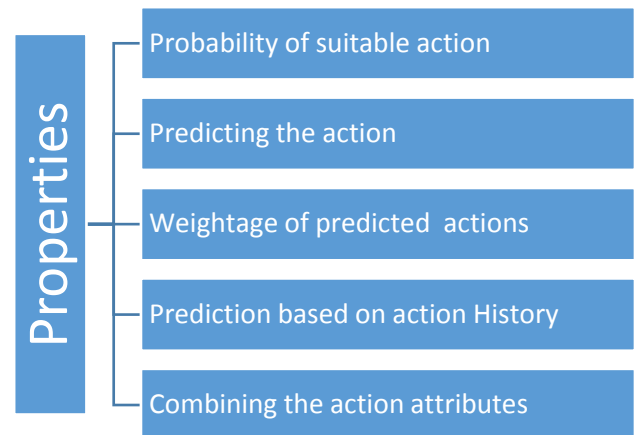 Properties
Probability of suitable action
Predicting the action
Weightage of predicted  actions
Prediction based on action History
Combining the action attributes